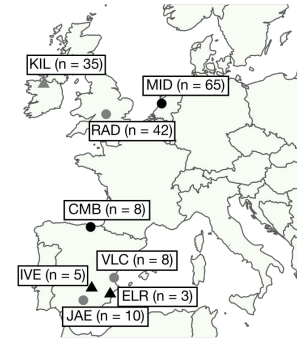 KIL (n = 35)
MID (n = 65)
RAD (n = 42)
CMB (n = 8)
VLC (n = 8)
IVE (n = 5)
ELR (n = 3)
JAE (n = 10)